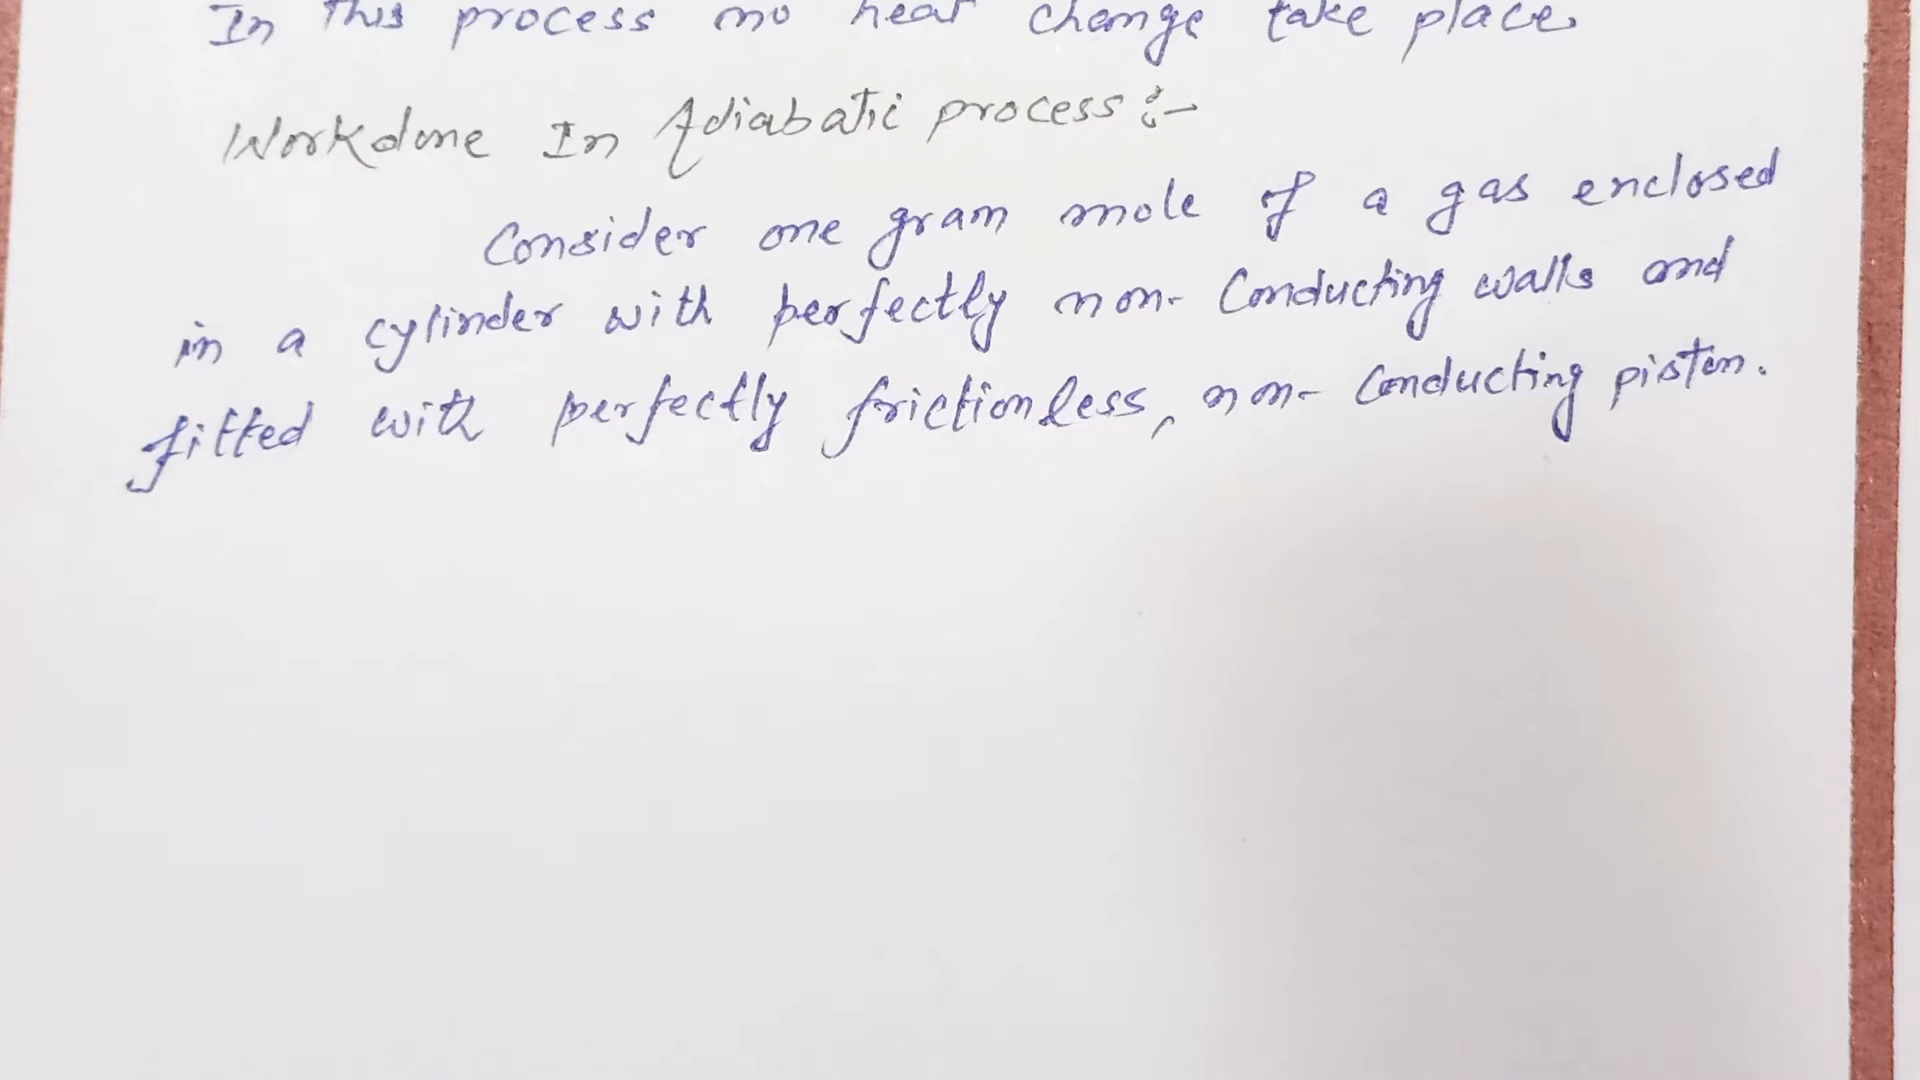 In This process no heat change take place
Workdone In Adiabatic process:-
Consider one gram mole of a gas enclosed
in a cylinder with perfectly non-conducting walls and
fitted with perfectly frictionless, non-conducting piston.